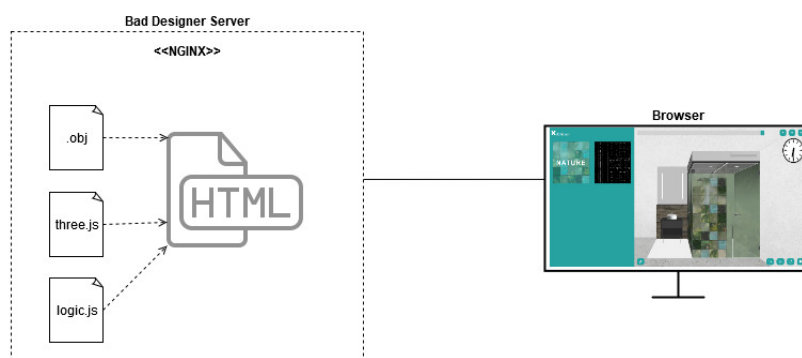 Bad Designer Server
<<NGINX>>
.obj
three.js
logic.js
HTML
Browser
NATURE